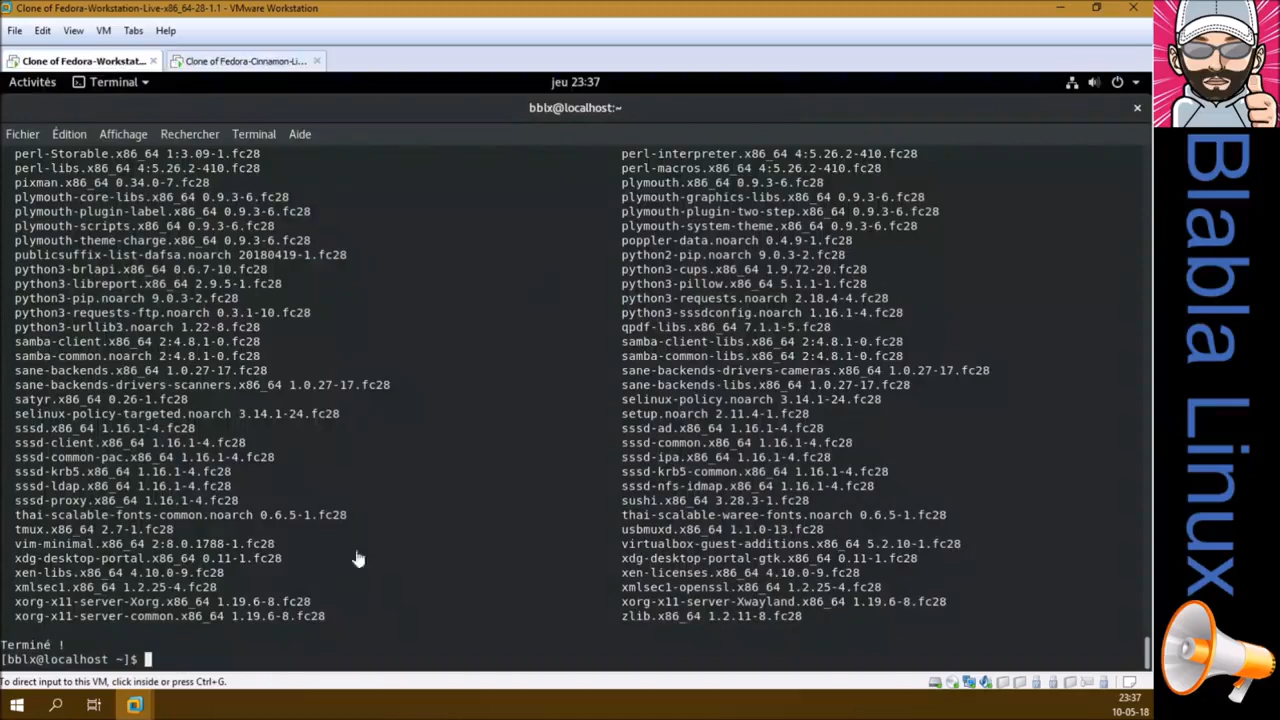 Clone of Fedora-Workstation-Live-x86_64-28-1.1 - VMware Workstation
File Edit View VM Tabs Help
Clone of Fedora-Workstat... Clone of Fedora-Cinnamon-Li...
Activités Terminal jeu 23:37
bblx@localhost:~
Fichier Édition Affichage Rechercher Terminal Aide
perl-Storable.x86_64 1:3.09-1.fc28 perl-interpreter.x86_64 4:5.26.2-410.fc28
perl-libs.x86_64 4:5.26.2-410.fc28 perl-macros.x86_64 4:5.26.2-410.fc28
pixman.x86_64 0.34.0-7.fc28 plymouth.x86_64 0.9.3-6.fc28
plymouth-core-libs.x86_64 0.9.3-6.fc28 plymouth-graphics-libs.x86_64 0.9.3-6.fc28
plymouth-plugin-label.x86_64 0.9.3-6.fc28 plymouth-plugin-two-step.x86_64 0.9.3-6.fc28
plymouth-scripts.x86_64 0.9.3-6.fc28 plymouth-system-theme.x86_64 0.9.3-6.fc28
plymouth-theme-charge.x86_64 0.9.3-6.fc28 poppler-data.noarch 0.4.9-1.fc28
publicsuffix-list-dafsa.noarch 20180419-1.fc28 python2-pip.noarch 9.0.3-2.fc28
python3-brlapi.x86_64 0.6.7-10.fc28 python3-cups.x86_64 1.9.72-20.fc28
python3-libreport.x86_64 2.9.5-1.fc28 python3-pillow.x86_64 5.1.1-1.fc28
python3-pip.noarch 9.0.3-2.fc28 python3-requests.noarch 2.18.4-4.fc28
python3-requests-ftp.noarch 0.3.1-10.fc28 python3-sssdconfig.noarch 1.16.1-4.fc28
python3-urllib3.noarch 1.22-8.fc28 qpdf-libs.x86_64 7.1.1-5.fc28
samba-client.x86_64 2:4.8.1-0.fc28 samba-client-libs.x86_64 2:4.8.1-0.fc28
samba-common.noarch 2:4.8.1-0.fc28 samba-common-libs.x86_64 2:4.8.1-0.fc28
sane-backends.x86_64 1.0.27-17.fc28 sane-backends-drivers-cameras.x86_64 1.0.27-17.fc28
sane-backends-drivers-scanners.x86_64 1.0.27-17.fc28 sane-backends-libs.x86_64 1.0.27-17.fc28
satyr.x86_64 0.26-1.fc28 selinux-policy.noarch 3.14.1-24.fc28
selinux-policy-targeted.noarch 3.14.1-24.fc28 setup.noarch 2.11.4-1.fc28
sssd.x86_64 1.16.1-4.fc28 sssd-ad.x86_64 1.16.1-4.fc28
sssd-client.x86_64 1.16.1-4.fc28 sssd-common.x86_64 1.16.1-4.fc28
sssd-common-pac.x86_64 1.16.1-4.fc28 sssd-ipa.x86_64 1.16.1-4.fc28
sssd-krb5.x86_64 1.16.1-4.fc28 sssd-krb5-common.x86_64 1.16.1-4.fc28
sssd-ldap.x86_64 1.16.1-4.fc28 sssd-nfs-idmap.x86_64 1.16.1-4.fc28
sssd-proxy.x86_64 1.16.1-4.fc28 sushi.x86_64 3.28.3-1.fc28
thai-scalable-fonts-common.noarch 0.6.5-1.fc28 thai-scalable-waree-fonts.noarch 0.6.5-1.fc28
tmux.x86_64 2.7-1.fc28 usbmuxd.x86_64 1.1.0-13.fc28
vim-minimal.x86_64 2:8.0.1788-1.fc28 virtualbox-guest-additions.x86_64 5.2.10-1.fc28
xdg-desktop-portal.x86_64 0.11-1.fc28 xdg-desktop-portal-gtk.x86_64 0.11-1.fc28
xen-libs.x86_64 4.10.0-9.fc28 xen-licenses.x86_64 4.10.0-9.fc28
xmlsec1.x86_64 1.2.25-4.fc28 xmlsec1-openssl.x86_64 1.2.25-4.fc28
xorg-x11-server-Xorg.x86_64 1.19.6-8.fc28 xorg-x11-server-Xwayland.x86_64 1.19.6-8.fc28
xorg-x11-server-common.x86_64 1.19.6-8.fc28 zlib.x86_64 1.2.11-8.fc28
Terminé !
[bblx@localhost ~]$
To direct input to this VM, click inside or press Ctrl+G.
23:37
10-05-18
Blabla Linux